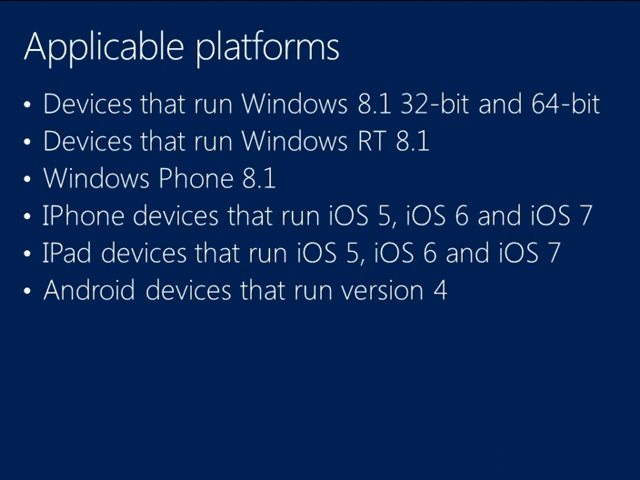 Applicable platforms
• Devices that run Windows 8.1 32-bit and 64-bit
• Devices that run Windows RT 8.1
• Windows Phone 8.1
• IPhone devices that run iOS 5, iOS 6 and iOS 7
• IPad devices that run iOS 5, iOS 6 and iOS 7
• Android devices that run version 4